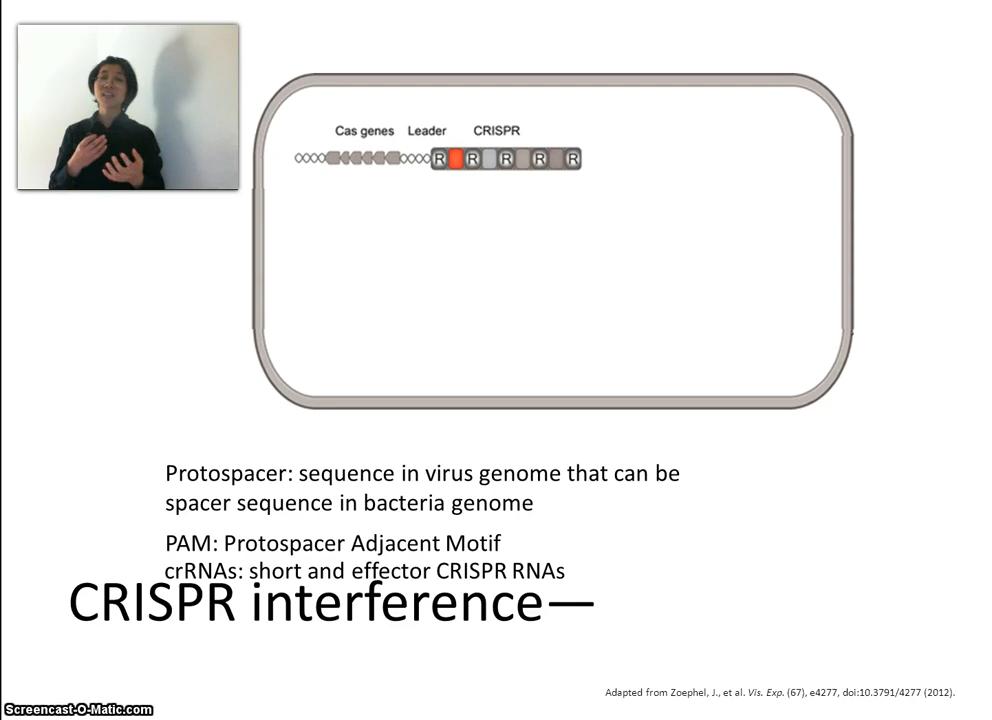 Cas genes Leader CRISPR
R R R R R
Protospacer: sequence in virus genome that can be
spacer sequence in bacteria genome
PAM: Protospacer Adjacent Motif
crRNAs: short and effector CRISPR RNAs
CRISPR interference—
Adapted from Zoephel, J., et al. Vis. Exp. (67), e4277, doi:10.3791/4277 (2012).
Screencast-O-Matic.com